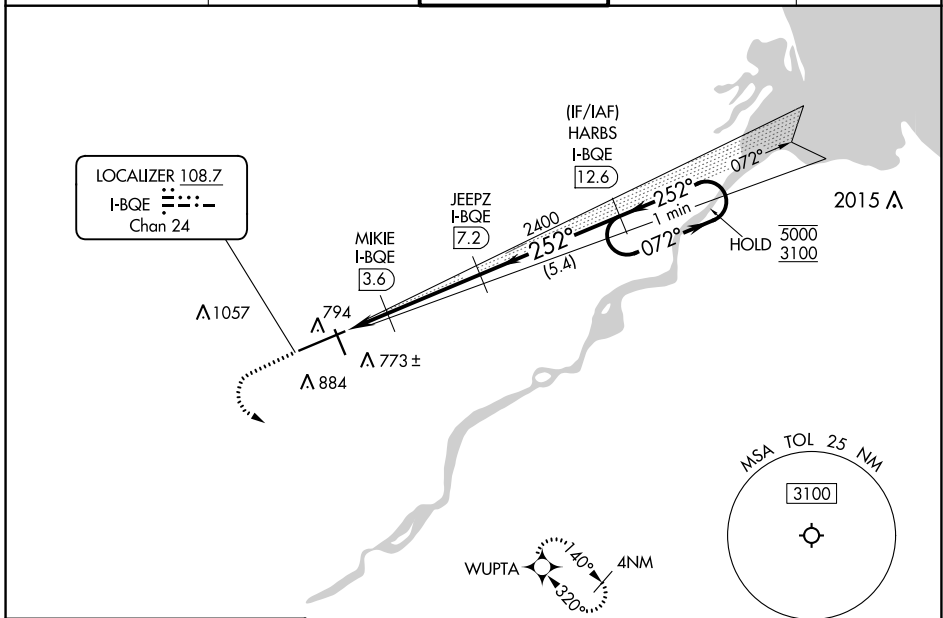 (IF/IAF)
HARBS
I-BQE
12.6
LOCALIZER 108.7
I-BQE
Chan 24
JEEPZ
I-BQE
7.2
MIKIE
I-BQE
3.6
2400
252°
(5.4)
252°
1 min
072°
072°
HOLD
5000
3100
2015
1057
794
773 ±
884
MSA TOL 25 NM
3100
WUPTA
140°
320°
4NM